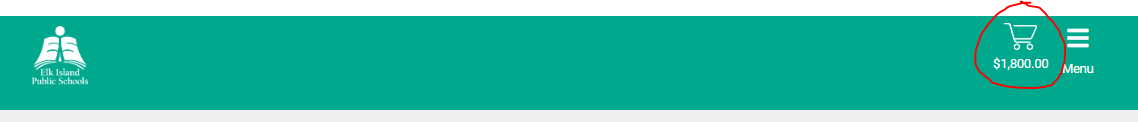 Elk Island
Public Schools
$1,800.00
Menu